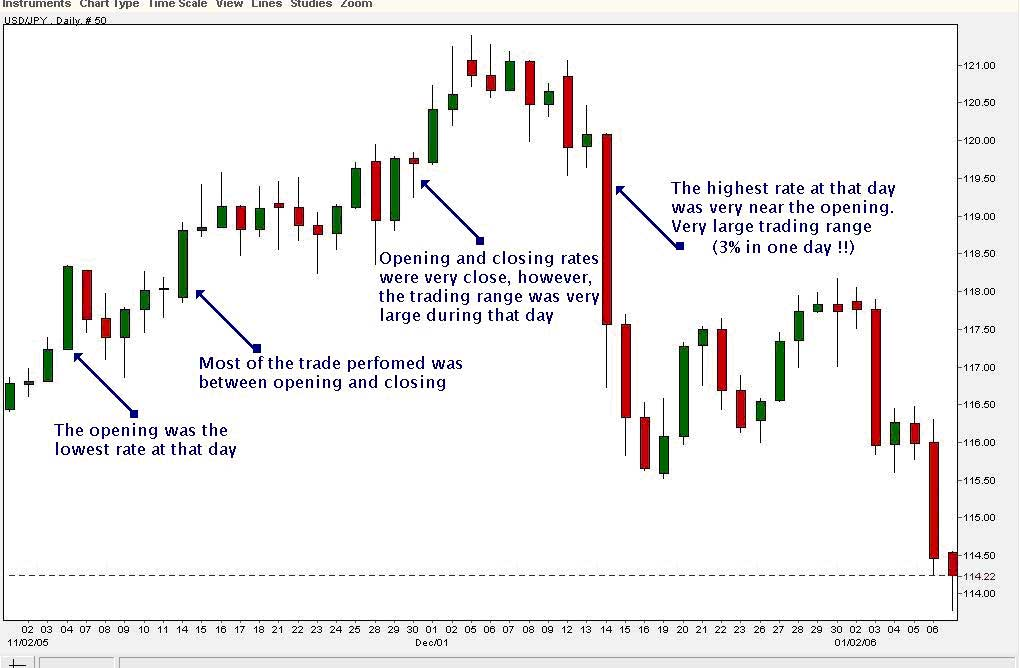 Instruments Chart Type Time Scale View Lines Studies Zoom
USD/JPY , Daily, # 50
121.00
120.50
120.00
119.50
119.00
118.50
118.00
117.50
117.00
116.50
116.00
115.50
115.00
114.50
114.22
114.00
The highest rate at that day
was very near the opening.
Very large trading range
(3% in one day !!)
Opening and closing rates
were very close, however,
the trading range was very
large during that day
Most of the trade perfomed was
between opening and closing
The opening was the
lowest rate at that day
02 03 04 07 08 09 10 11 14 15 16 17 18 21 22 23 24 25 28 29 30 01 02 05 06 07 08 09 12 13 14 15 16 19 20 21 22 23 26 27 28 29 30 02 03 04 05 06
11/02/05 Dec/01 01/02/06